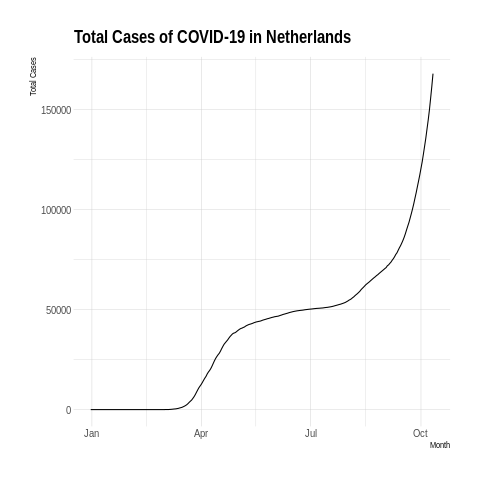 Total Cases of COVID-19 in Netherlands
Total Cases
150000
100000
50000
0
Jan Apr Jul Oct
Month